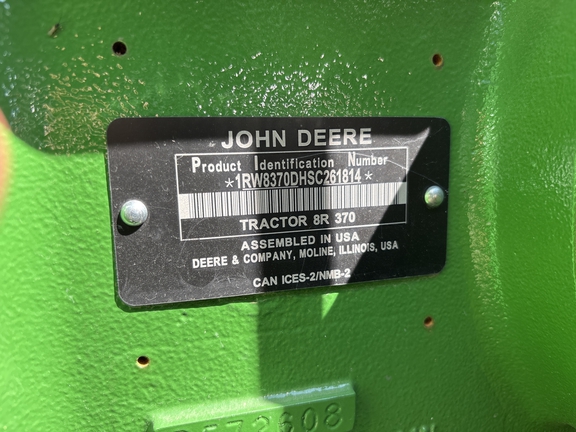 JOHN DEERE
Product Identification Number
*1RW8370DHSC261814*
TRACTOR 8R 370
ASSEMBLED IN USA
DEERE & COMPANY, MOLINE, ILLINOIS, USA
CAN ICES-2/NMB-2